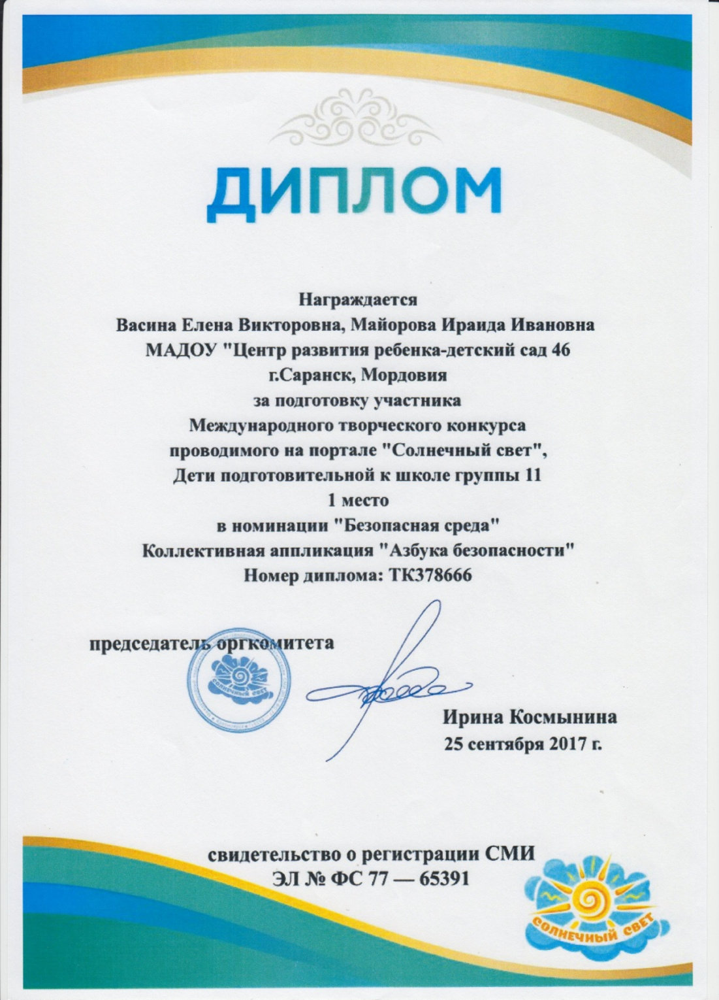 ДИПЛОМ
Награждается
Васина Елена Викторовна, Майорова Ираида Ивановна
МАДОУ "Центр развития ребенка-детский сад 46
г.Саранск, Мордовия
за подготовку участника
Международного творческого конкурса
проводимого на портале "Солнечный свет",
Дети подготовительной к школе группы 11
1 место
в номинации "Безопасная среда"
Коллективная аппликация "Азбука безопасности"
Номер диплома: ТК378666
председатель оргкомитета
СОЛНЕЧНЫЙ СВЕТ
Ирина Космынина
25 сентября 2017 г.
свидетельство о регистрации СМИ
ЭЛ № ФС 77 — 65391
СОЛНЕЧНЫЙ СВЕТ